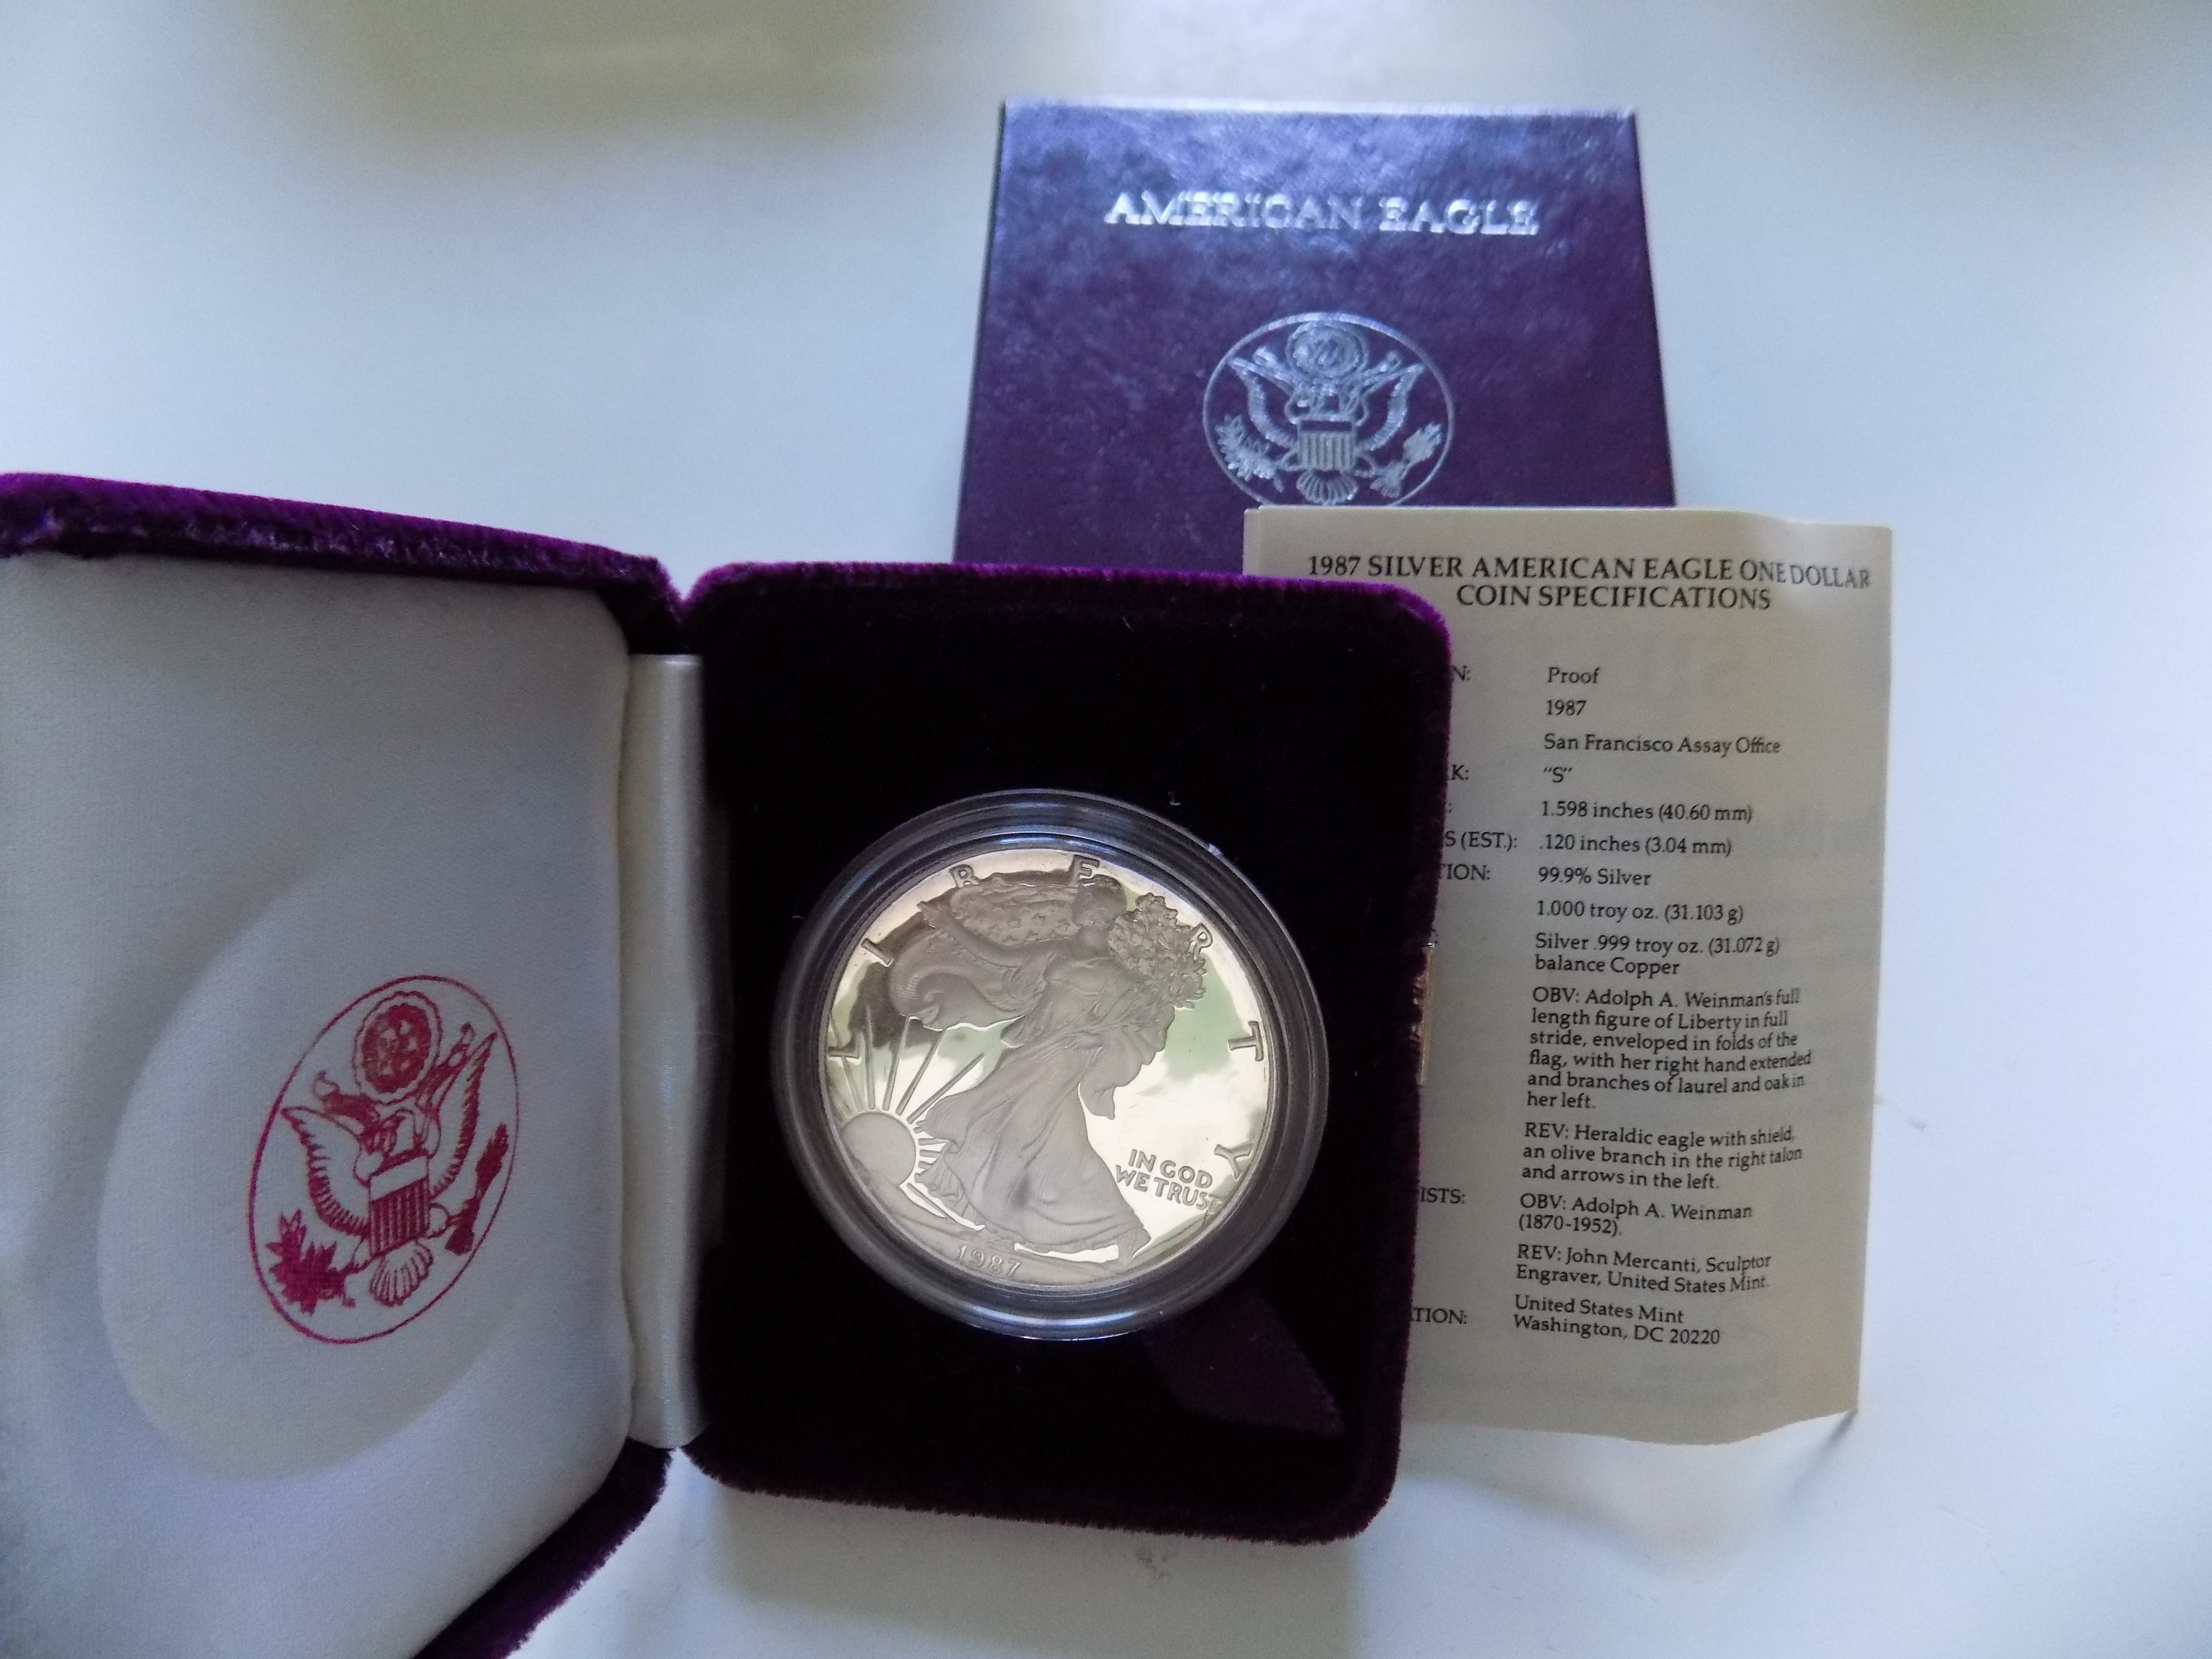 AMERICAN EAGLE
1987 SILVER AMERICAN EAGLE ONE DOLLAR
COIN SPECIFICATIONS
N: Proof
1987
San Francisco Assay Office
K: "S"
: 1.598 inches (40.60 mm)
S (EST.): .120 inches (3.04 mm)
TION: 99.9% Silver
1.000 troy oz. (31.103 g)
Silver .999 troy oz. (31.072 g)
balance Copper
OBV: Adolph A. Weinman's full
length figure of Liberty in full
stride, enveloped in folds of the
flag, with her right hand extended
and branches of laurel and oak in
her left.
REV: Heraldic eagle with shield,
an olive branch in the right talon
and arrows in the left.
ISTS: OBV: Adolph A. Weinman
(1870-1952).
REV: John Mercanti, Sculptor
Engraver, United States Mint.
TION: United States Mint
Washington, DC 20220
LIBERTY
IN GOD
WE TRUST
1987